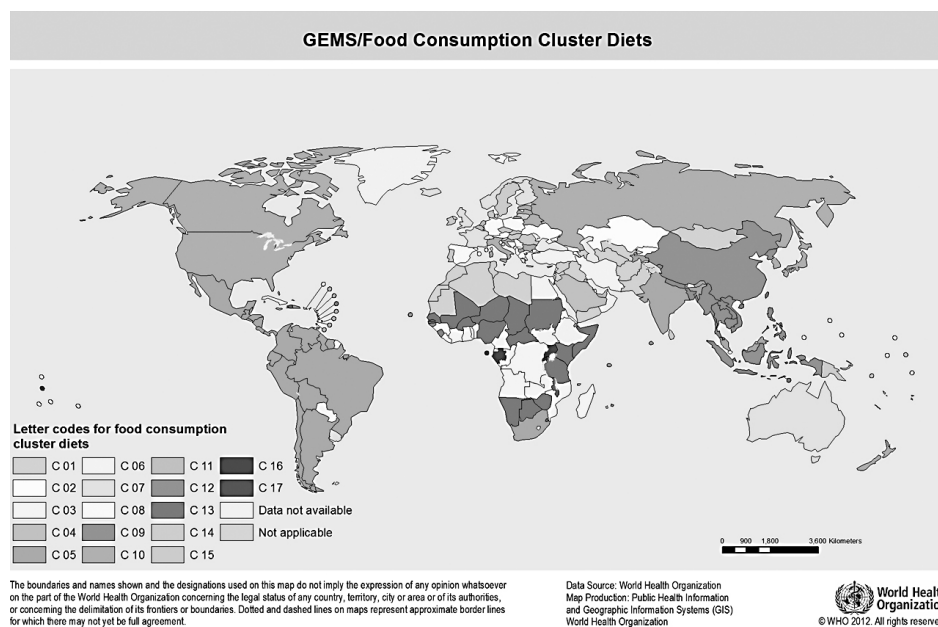 GEMS/Food Consumption Cluster Diets
Letter codes for food consumption
cluster diets
C 01
C 02
C 03
C 04
C 05
C 06
C 07
C 08
C 09
C 10
C 11
C 12
C 13
C 14
C 15
C 16
C 17
Data not available
Not applicable
0 900 1,800 3,600 Kilometers
The boundaries and names shown and the designations used on this map do not imply the expression of any opinion whatsoever
on the part of the World Health Organization concerning the legal status of any country, territory, city or area or of its authorities,
or concerning the delimitation of its frontiers or boundaries. Dotted and dashed lines on maps represent approximate border lines
for which there may not yet be full agreement.
Data Source: World Health Organization
Map Production: Public Health Information
and Geographic Information Systems (GIS)
World Health Organization
World Healt
Organizatio
© WHO 2012. All rights reserve